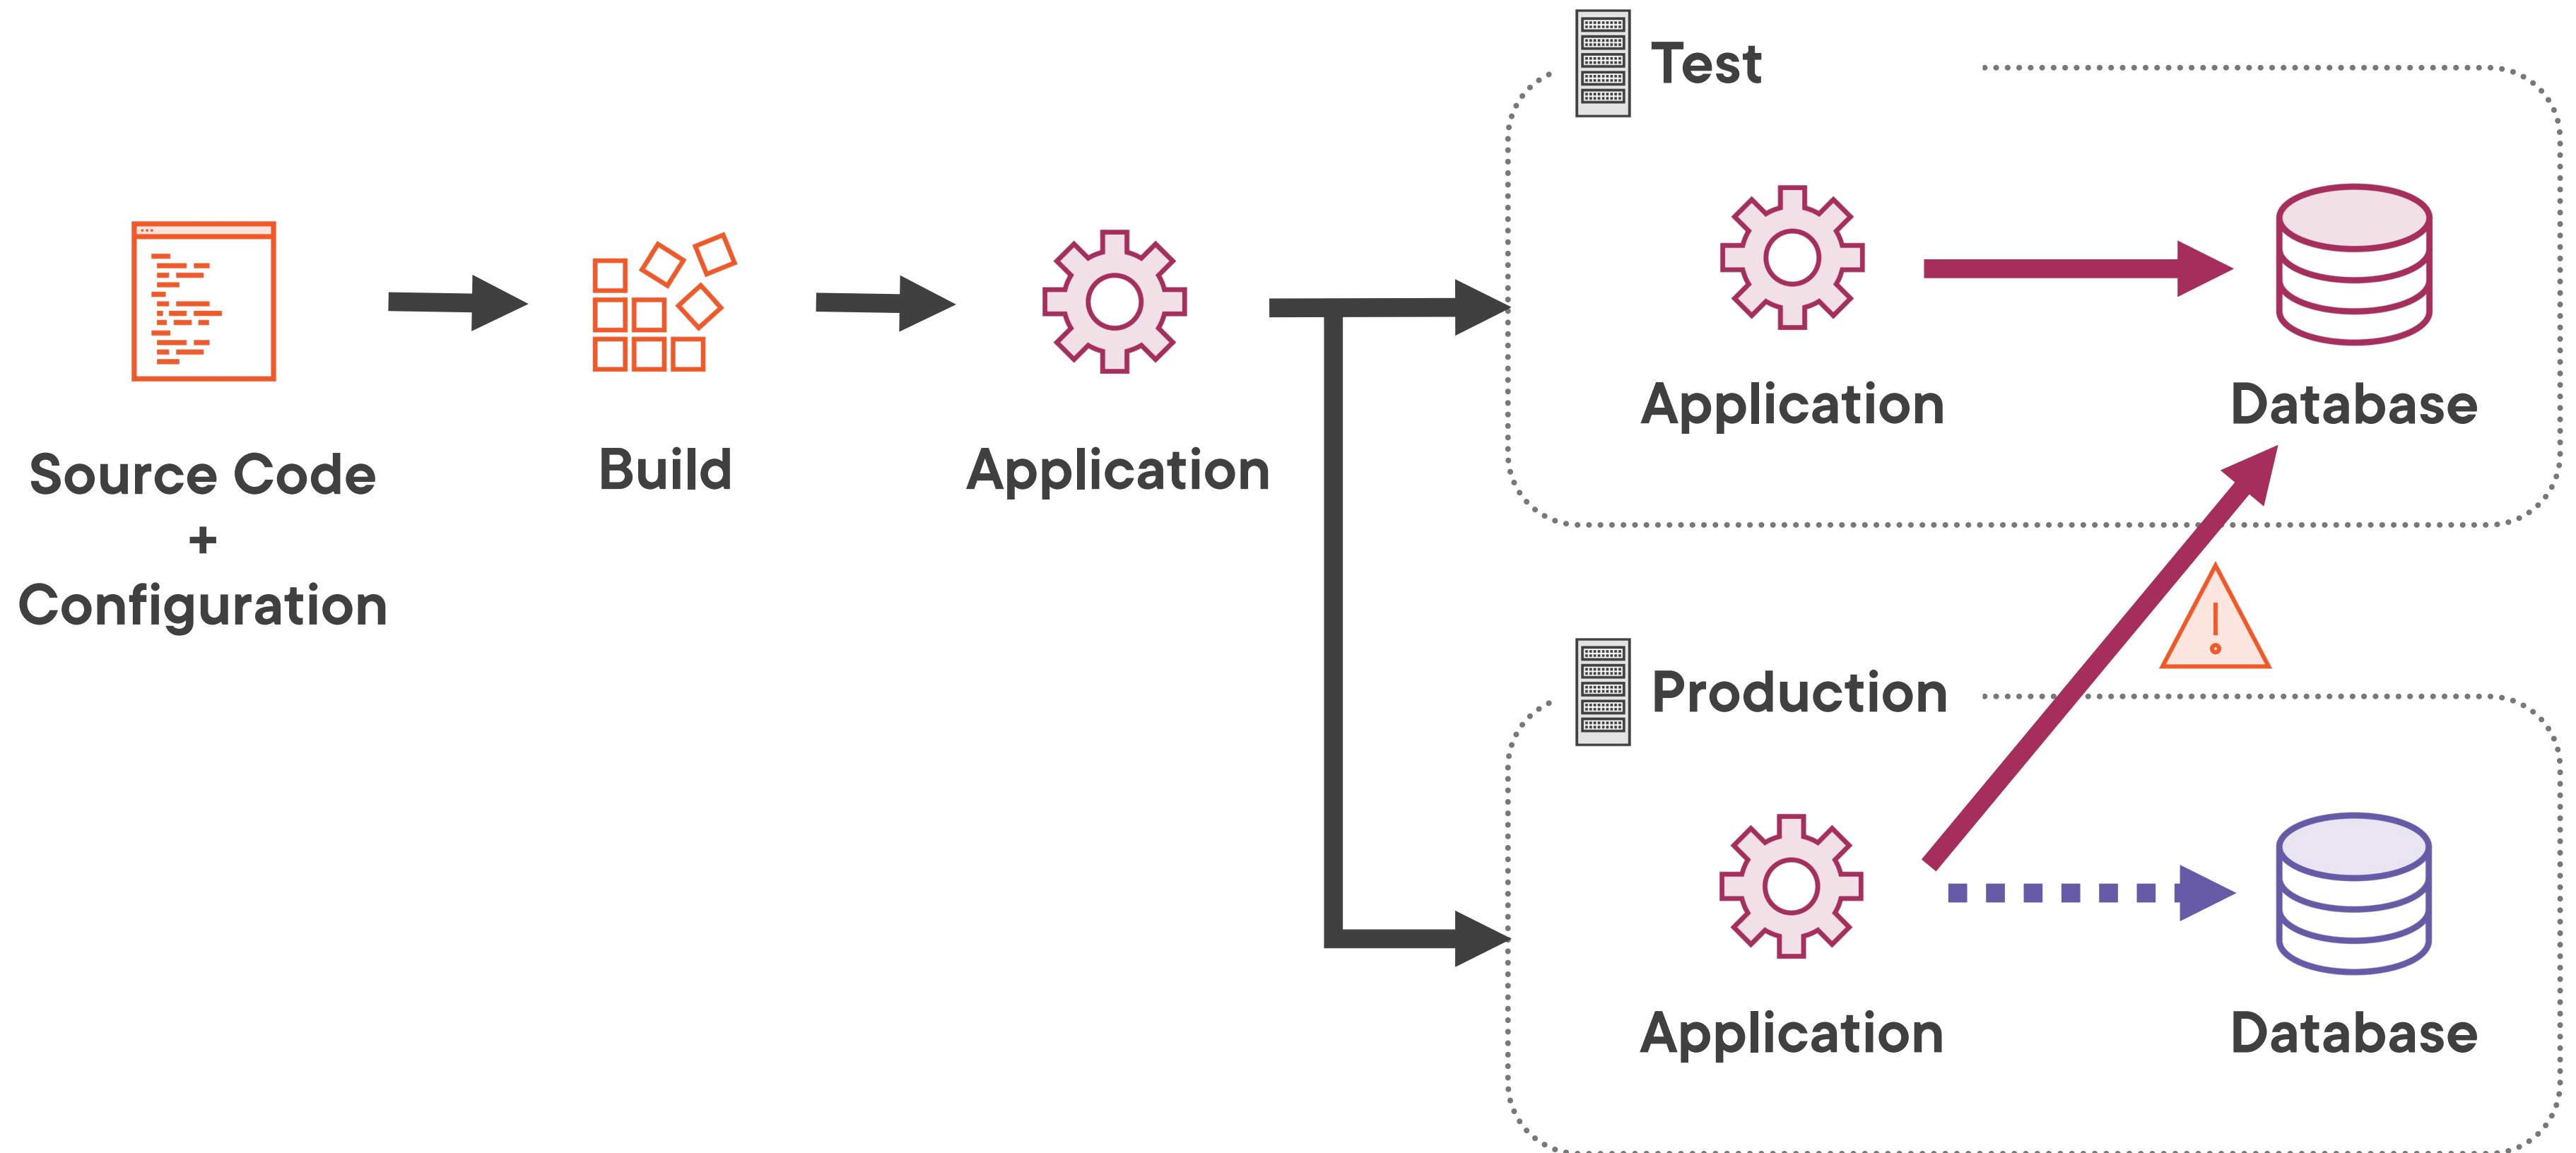 Test
Application
Database
Source Code
+
Configuration
Build
Application
Production
Application
Database